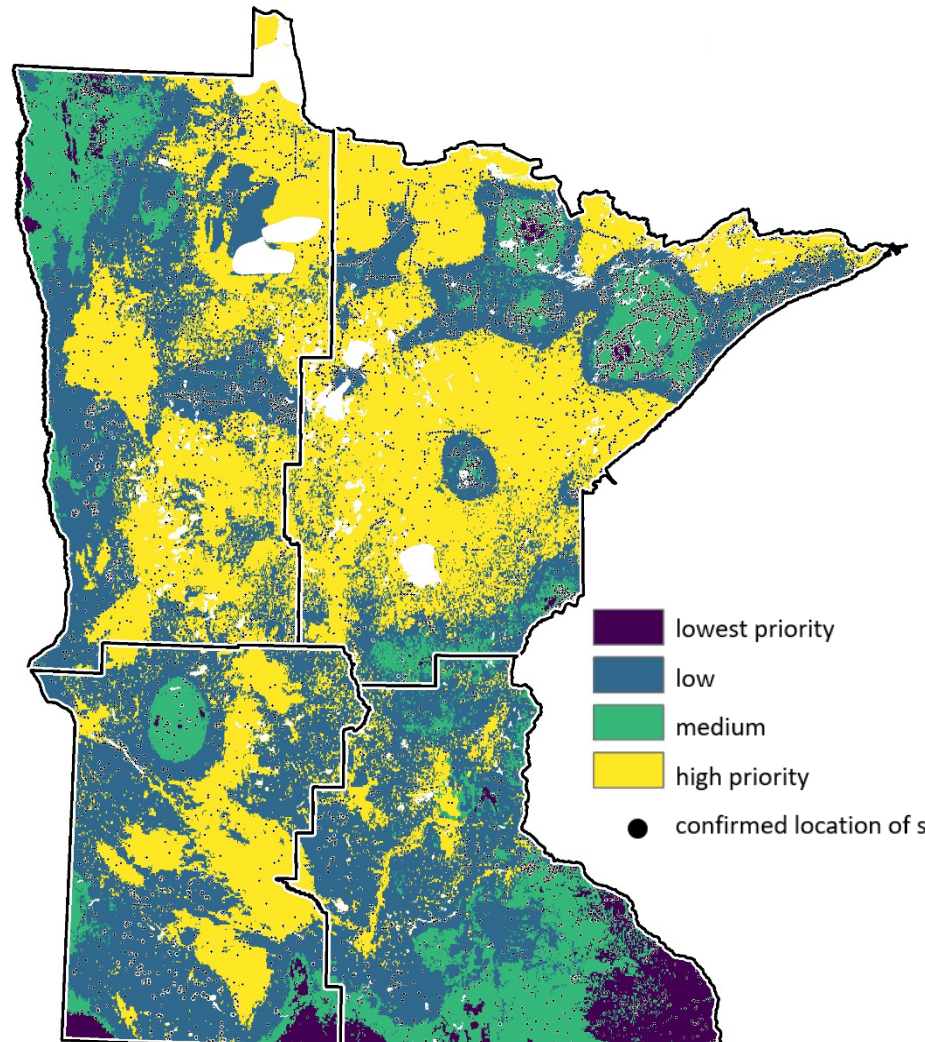 lowest priority
low
medium
high priority
confirmed location of s